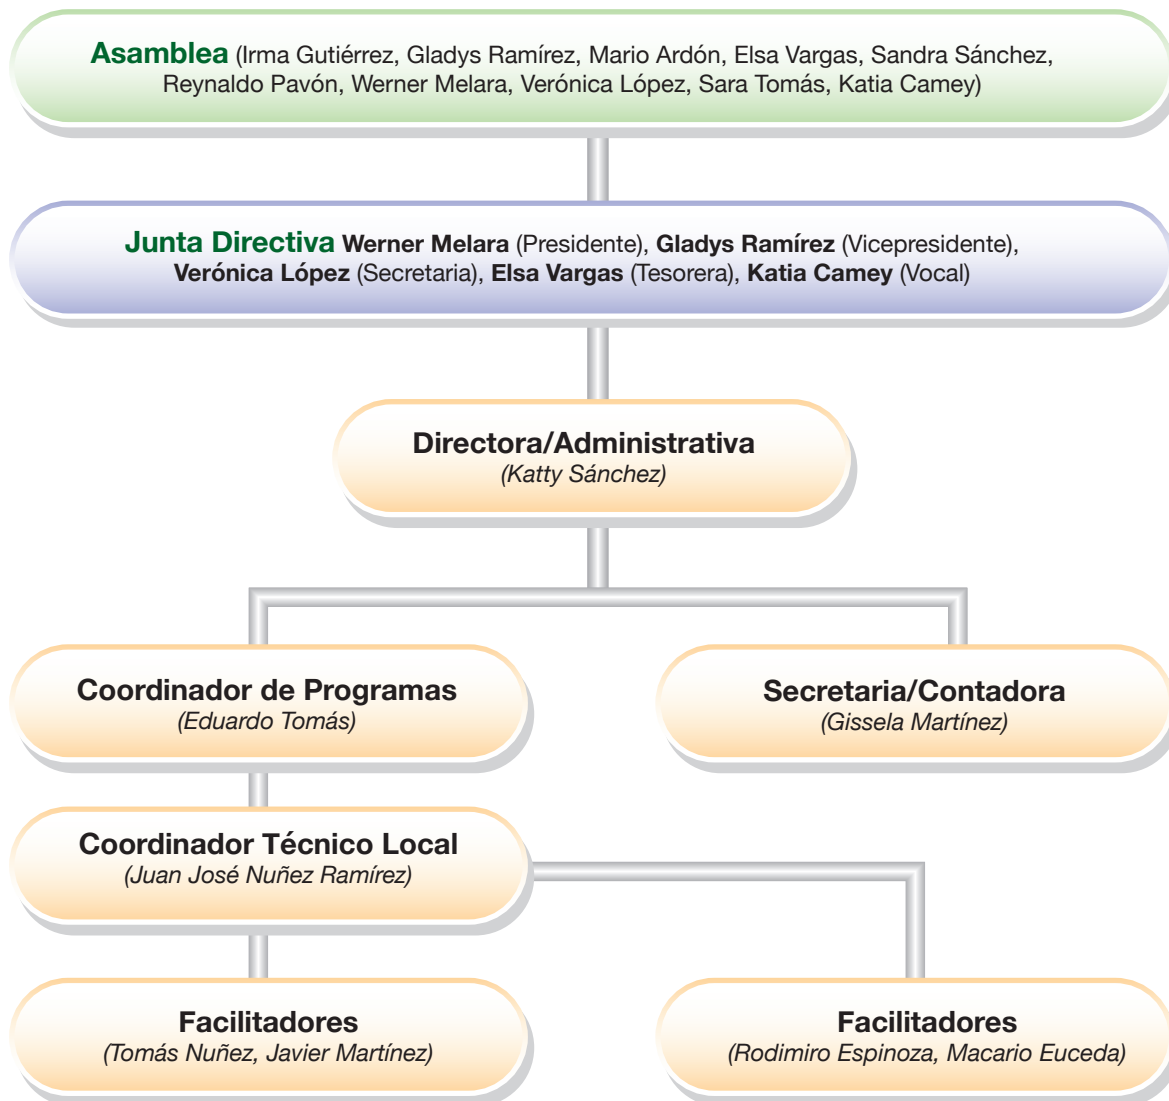 Asamblea (Irma Gutiérrez, Gladys Ramírez, Mario Ardón, Elsa Vargas, Sandra Sánchez,
Reynaldo Pavón, Werner Melara, Verónica López, Sara Tomás, Katia Camey)
Junta Directiva Werner Melara (Presidente), Gladys Ramírez (Vicepresidente),
Verónica López (Secretaria), Elsa Vargas (Tesorera), Katia Camey (Vocal)
Directora/Administrativa
(Katty Sánchez)
Coordinador de Programas
(Eduardo Tomás)
Secretaria/Contadora
(Gissela Martínez)
Coordinador Técnico Local
(Juan José Nuñez Ramírez)
Facilitadores
(Tomás Nuñez, Javier Martínez)
Facilitadores
(Rodimiro Espinoza, Macario Euceda)